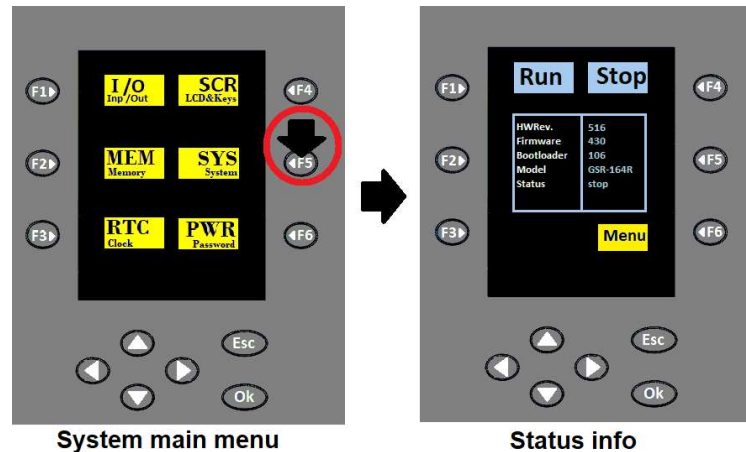 F1
I/O
Inp/Out
SCR
LCD&Keys
F4
F2
MEM
Memory
SYS
System
F5
F3
RTC
Clock
PWR
Password
F6
Esc
Ok
System main menu
F1
Run
Stop
F4
HWRev. 516
Firmware 430
Bootloader 106
Model GSR-164R
Status stop
F2
F5
F3
Menu
F6
Esc
Ok
Status info